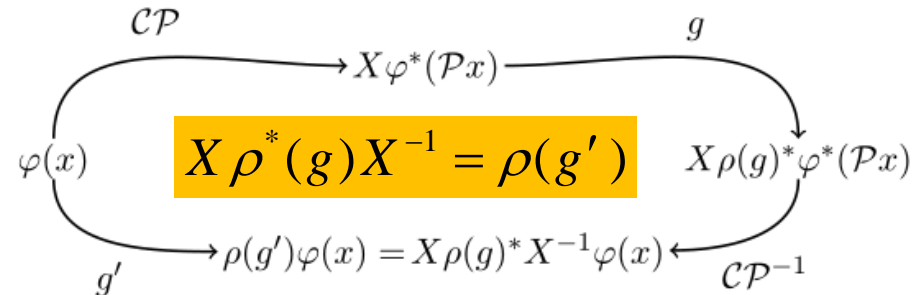 𝒞𝒫
g
Xφ*(𝒫x)
φ(x)
Xρ*(g)X⁻¹ = ρ(g′)
Xρ(g)*φ*(𝒫x)
ρ(g′)φ(x) = Xρ(g)*X⁻¹φ(x)
g′
𝒞𝒫⁻¹